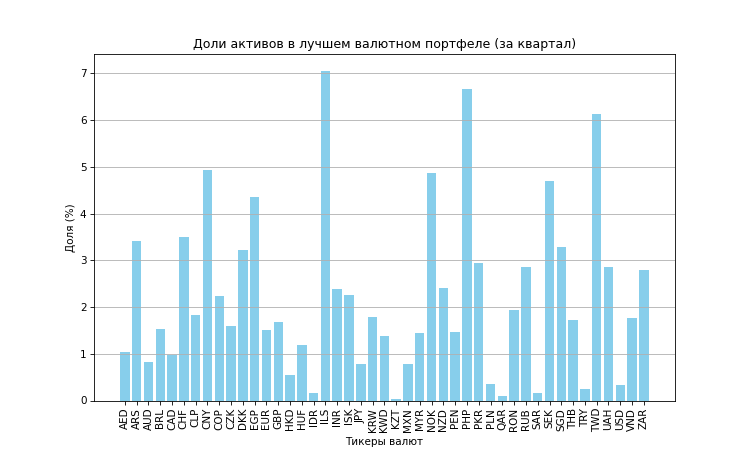 Доли активов в лучшем валютном портфеле (за квартал)
Доля (%)
7
6
5
4
3
2
1
0
AED
ARS
AUD
BRL
CAD
CHF
CLP
CNY
COP
CZK
DKK
EGP
EUR
GBP
HKD
HUF
IDR
ILS
INR
ISK
JPY
KRW
KWD
KZT
MXN
MYR
NOK
NZD
PEN
PHP
PKR
PLN
QAR
RON
RUB
SAR
SEK
SGD
THB
TRY
TWD
UAH
USD
VND
ZAR
Тикеры валют